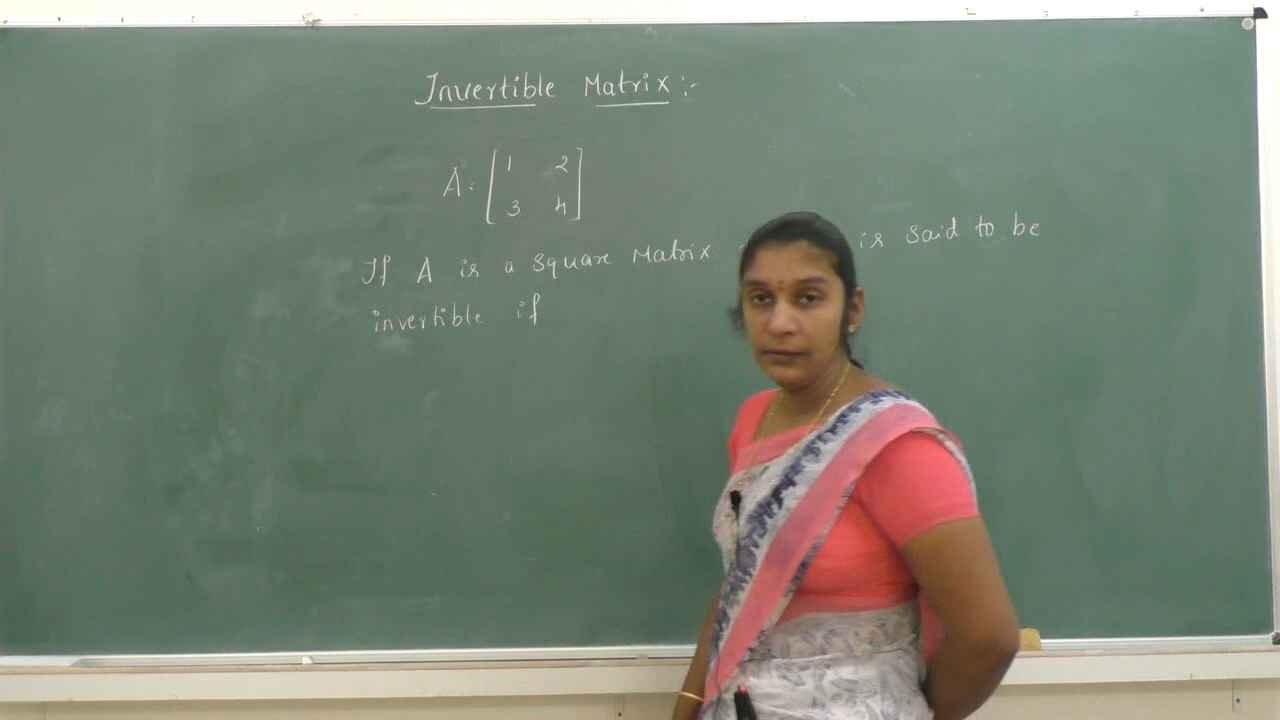 Invertible Matrix :-
A = [1 2
3 4]
If A is a square Matrix is said to be
invertible if